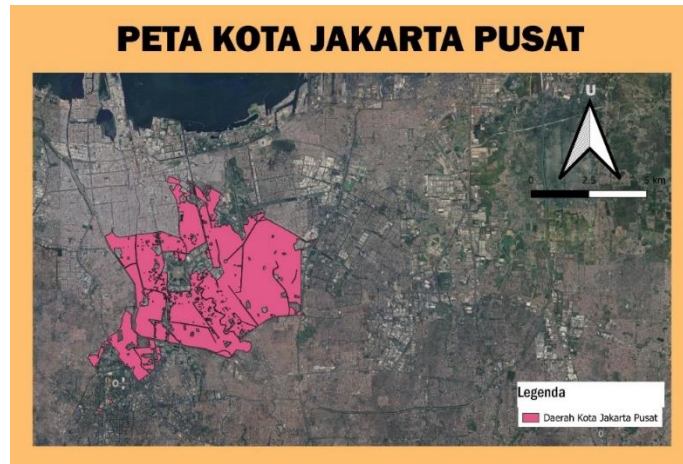 PETA KOTA JAKARTA PUSAT
U
0 2.5 5 km
Legenda
Daerah Kota Jakarta Pusat